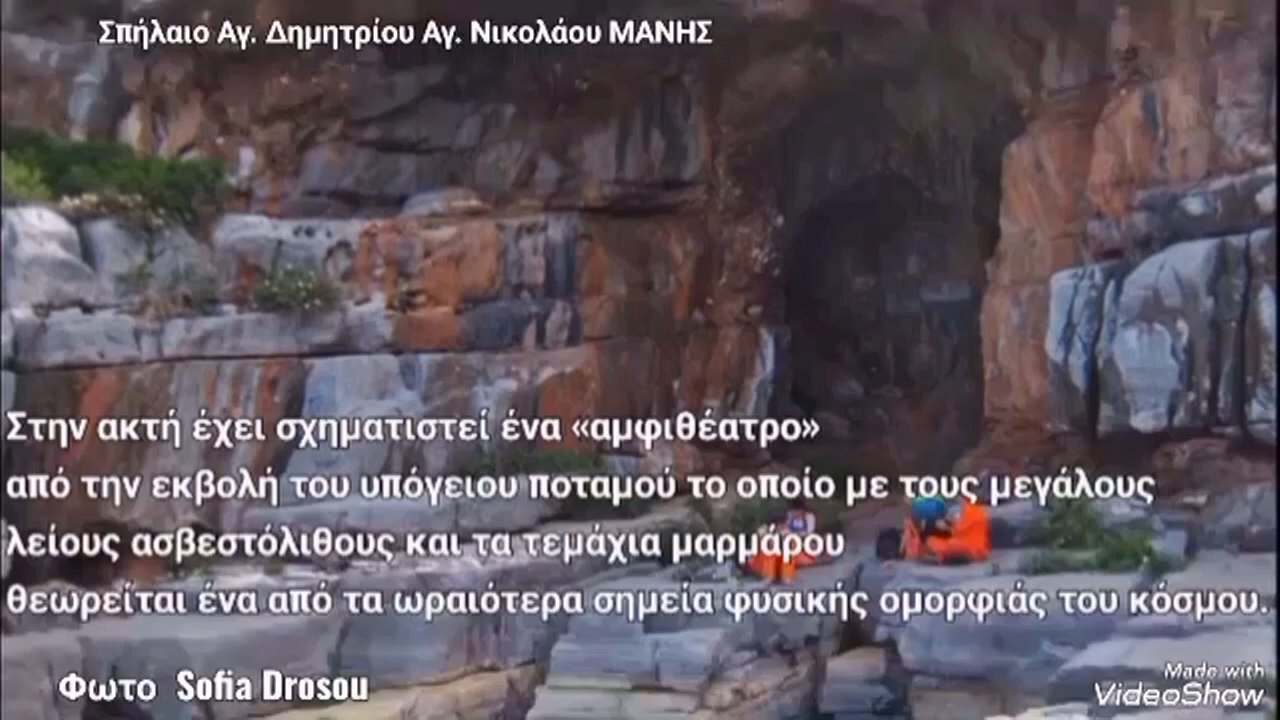 Σπήλαιο Αγ. Δημητρίου Αγ. Νικολάου ΜΑΝΗΣ
Στην ακτή έχει σχηματιστεί ένα «αμφιθέατρο»
από την εκβολή του υπόγειου ποταμού το οποίο με τους μεγάλους
λείους ασβεστόλιθους και τα τεμάχια μαρμάρου
θεωρείται ένα από τα ωραιότερα σημεία φυσικής ομορφιάς του κόσμου.
Φωτο Sofia Drosou
Made with
VideoShow